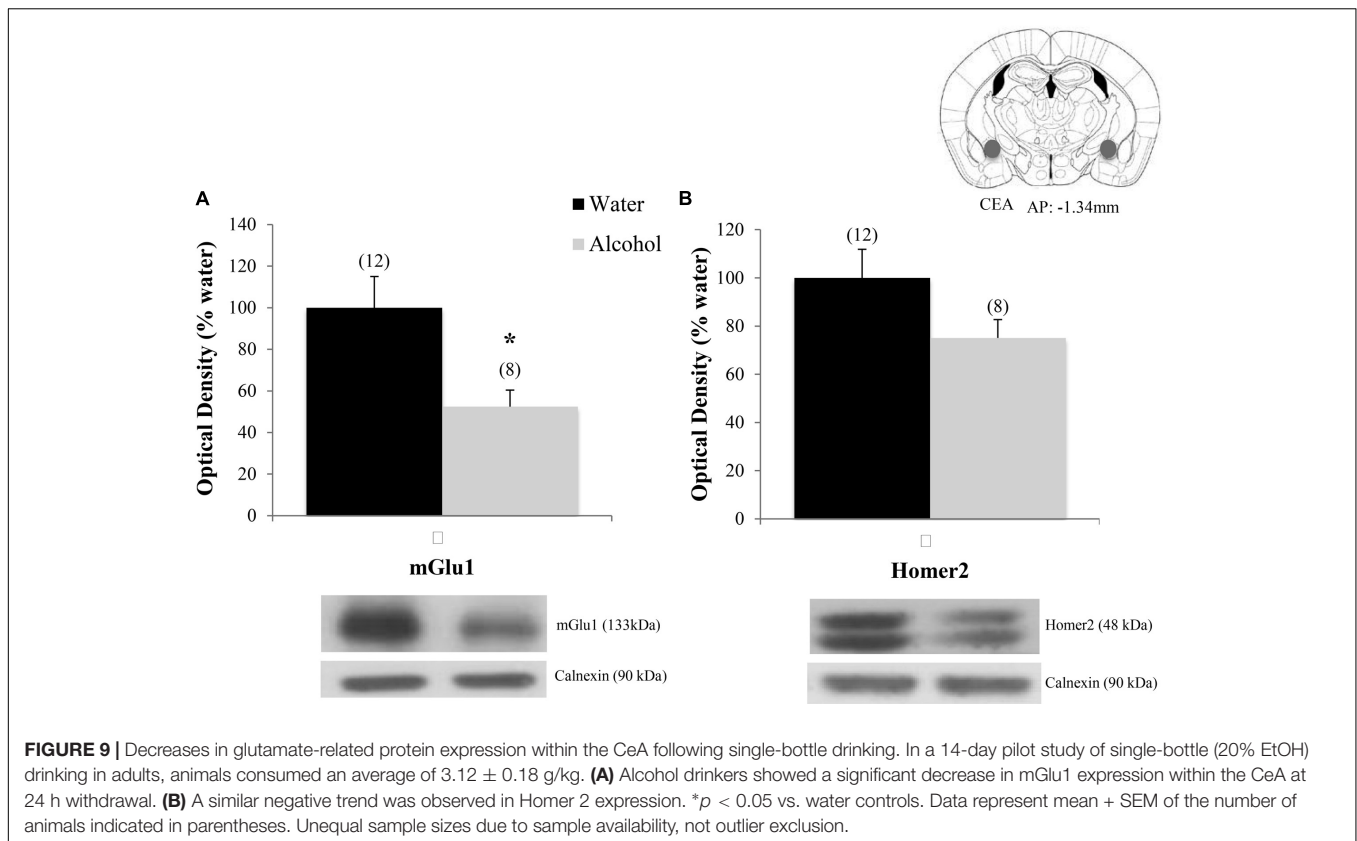 CEA AP: -1.34mm
A
Water
Alcohol
Optical Density (% water)
140
120
100
80
60
40
20
0
(12)
*
(8)
mGlu1
mGlu1 (133kDa)
Calnexin (90 kDa)
B
Optical Density (% water)
120
100
80
60
40
20
0
(12)
(8)
Homer2
Homer2 (48 kDa)
Calnexin (90 kDa)
FIGURE 9 | Decreases in glutamate-related protein expression within the CeA following single-bottle drinking. In a 14-day pilot study of single-bottle (20% EtOH)
drinking in adults, animals consumed an average of 3.12 ± 0.18 g/kg. (A) Alcohol drinkers showed a significant decrease in mGlu1 expression within the CeA at
24 h withdrawal. (B) A similar negative trend was observed in Homer 2 expression. *p < 0.05 vs. water controls. Data represent mean + SEM of the number of
animals indicated in parentheses. Unequal sample sizes due to sample availability, not outlier exclusion.